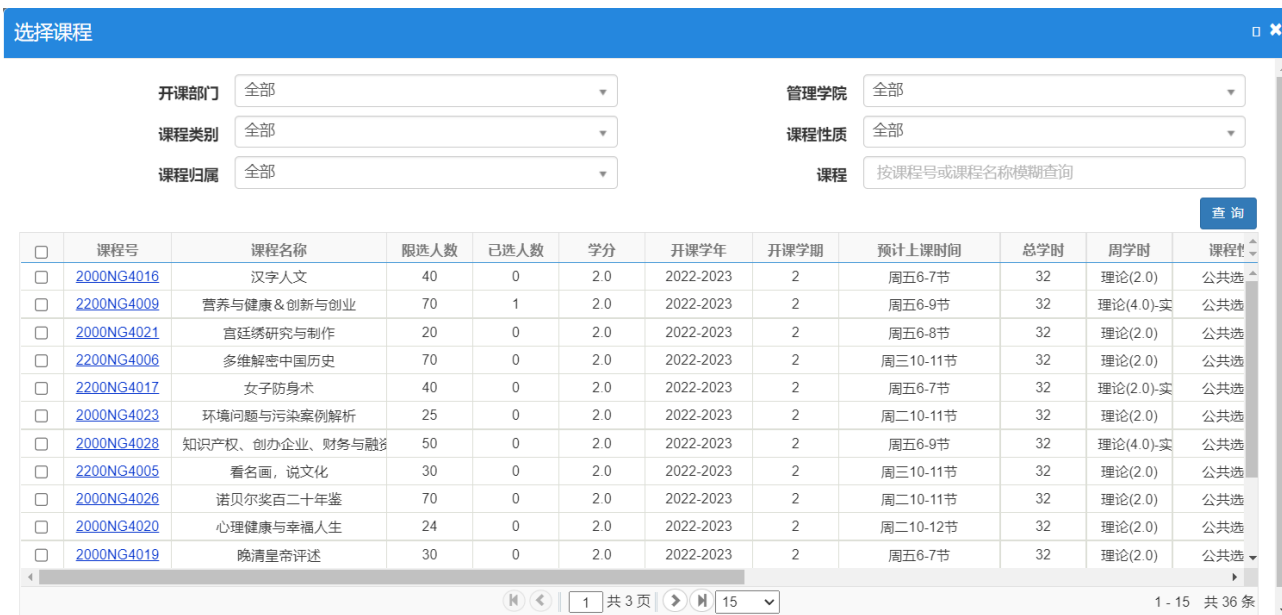 选择课程
开课部门 全部 管理学院 全部
课程类别 全部 课程性质 全部
课程归属 全部 课程 按课程号或课程名称模糊查询
查 询
课程号 课程名称 限选人数 已选人数 学分 开课学年 开课学期 预计上课时间 总学时 周学时 课程性
2000NG4016 汉字人文 40 0 2.0 2022-2023 2 周五6-7节 32 理论(2.0) 公共选
2200NG4009 营养与健康&创新与创业 70 1 2.0 2022-2023 2 周五6-9节 32 理论(4.0)-实 公共选
2000NG4021 宫廷绣研究与制作 20 0 2.0 2022-2023 2 周五6-8节 32 理论(2.0) 公共选
2200NG4006 多维解密中国历史 70 0 2.0 2022-2023 2 周三10-11节 32 理论(2.0) 公共选
2200NG4017 女子防身术 40 0 2.0 2022-2023 2 周五6-7节 32 理论(2.0)-实 公共选
2000NG4023 环境问题与污染案例解析 25 0 2.0 2022-2023 2 周二10-11节 32 理论(2.0) 公共选
2000NG4028 知识产权、创办企业、财务与融资 50 0 2.0 2022-2023 2 周五6-9节 32 理论(4.0)-实 公共选
2200NG4005 看名画，说文化 30 0 2.0 2022-2023 2 周三10-11节 32 理论(2.0) 公共选
2000NG4026 诺贝尔奖百二十年鉴 70 0 2.0 2022-2023 2 周二10-11节 32 理论(2.0) 公共选
2000NG4020 心理健康与幸福人生 24 0 2.0 2022-2023 2 周二10-12节 32 理论(2.0) 公共选
2000NG4019 晚清皇帝评述 30 0 2.0 2022-2023 2 周五6-7节 32 理论(2.0) 公共选
1 共 3 页 15 1 - 15 共 36 条